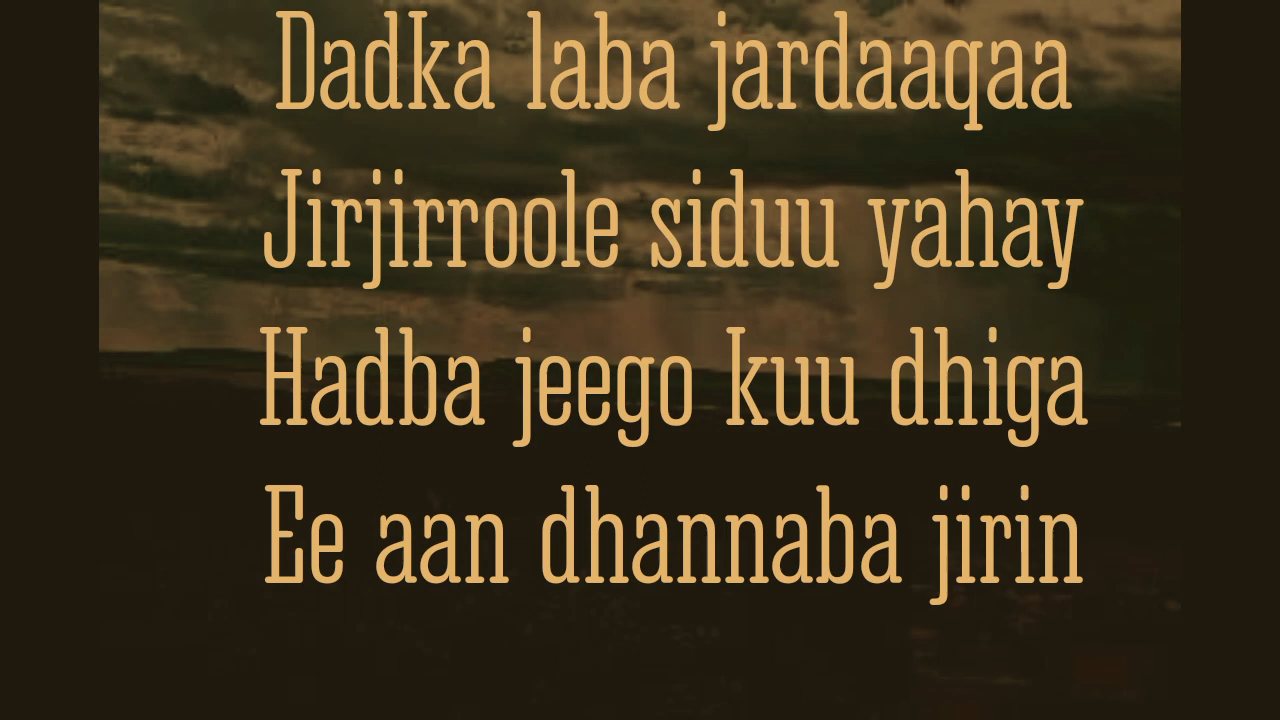 Dadka laba jardaaqaa
Jirjirroole siduu yahay
Hadba jeego kuu dhiga
Ee aan dhannaba jirin